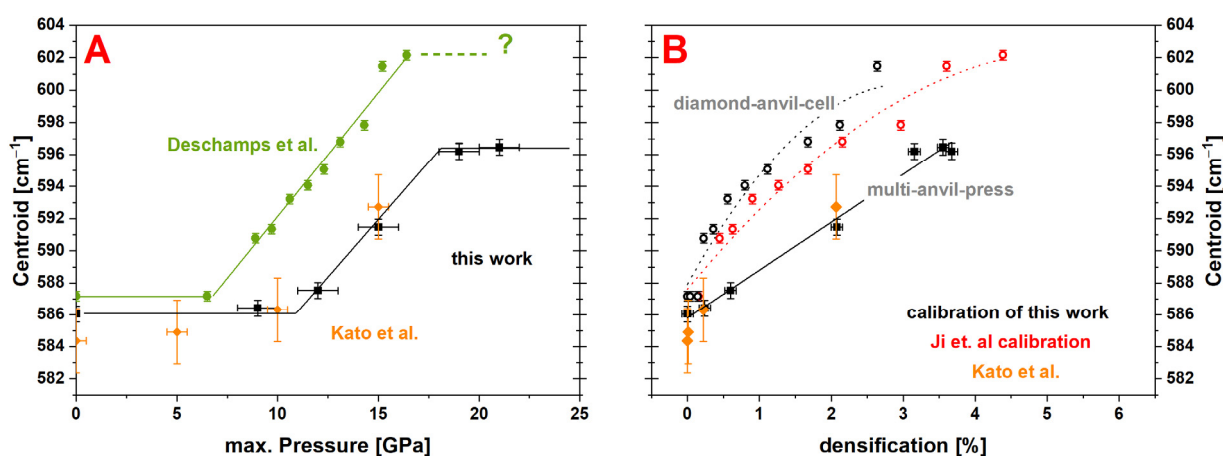 A
B
604
602
600
598
596
594
592
590
588
586
584
582
581
Centroid [cm⁻¹]
?
Deschamps et al.
this work
Kato et al.
0
5
10
15
20
max. Pressure [GPa]
diamond-anvil-cell
multi-anvil-press
calibration of this work
Ji et. al calibration
Kato et al.
0
1
2
3
4
5
6
densification [%]
604
602
600
598
596
594
592
590
588
586
584
582
581
Centroid [cm⁻¹]